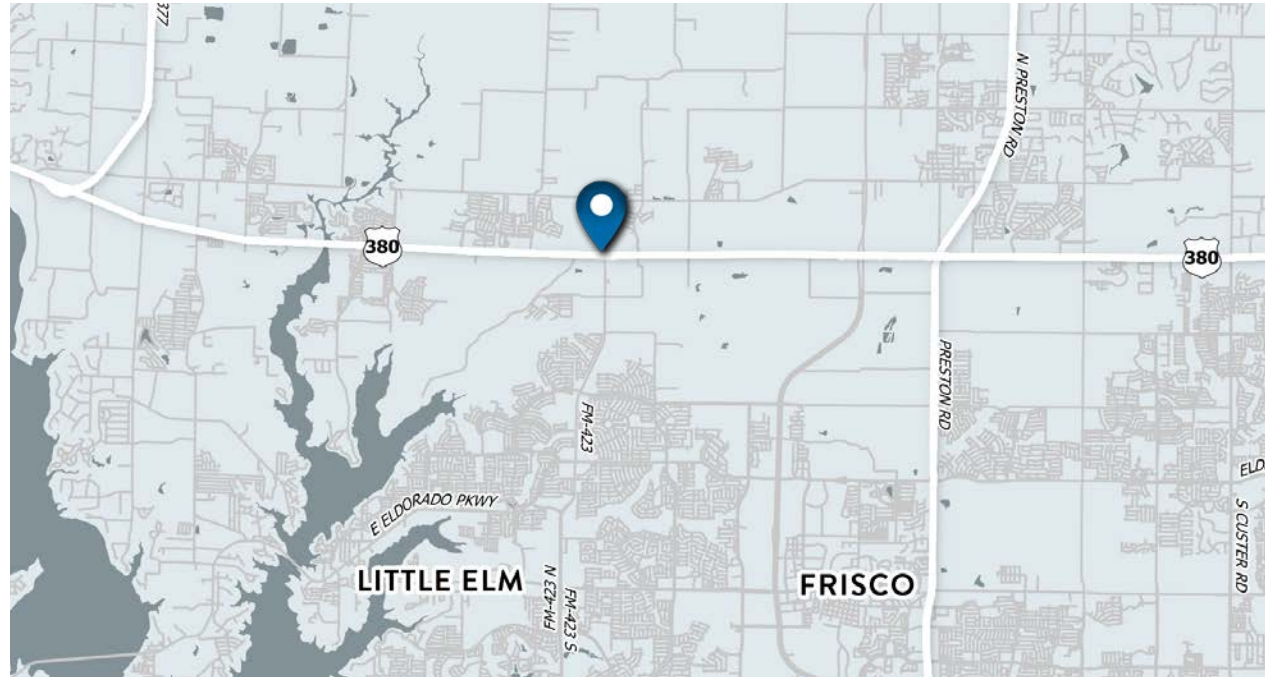 377
N PRESTON RD
380
380
PRESTON RD
FM-423
E ELDORADO PKWY
S CUSTER RD
LITTLE ELM
FRISCO
FM-423 N
FM-423 S